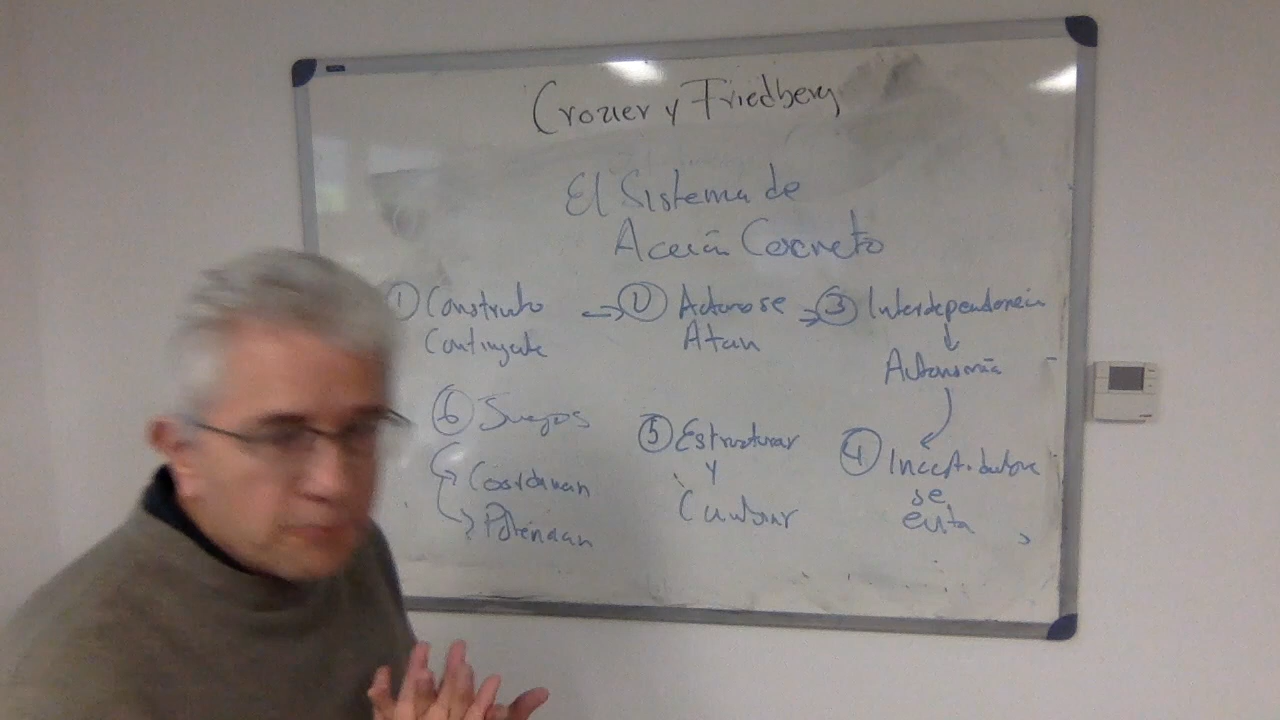 Crozier y Friedberg
El Sistema de
Acción Concreto
① Constructo
Contingente
→ ② Actores se
Atan
→ ③ Interdependencia
↓
Autonomía
④ Incertidumbre
se
evita
⑤ Estructurar
y
Cambiar
⑥ Juegos
→ Coordinan
→ Potencian